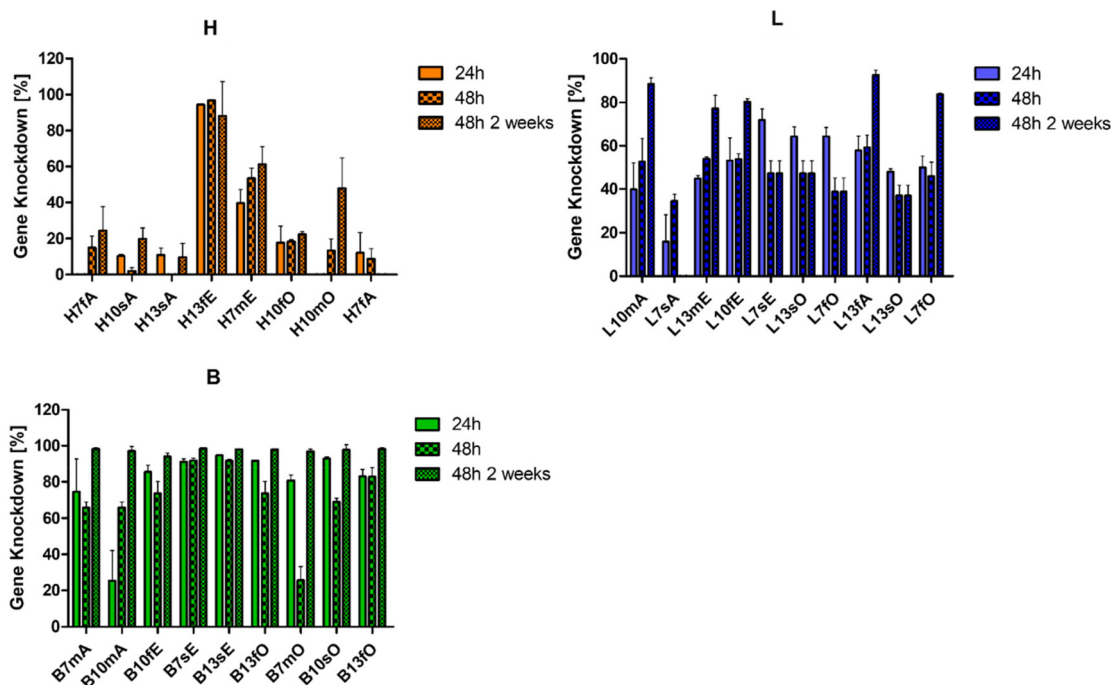 H
Gene Knockdown [%]
120
100
80
60
40
20
0
H7fA
H10sA
H13sA
H13fE
H7mE
H10fO
H10mO
H7fA
24h
48h
48h 2 weeks
L
Gene Knockdown [%]
100
80
60
40
20
0
L10mA
L7sA
L13mE
L10fE
L7sE
L13sO
L7fO
L13fA
L13sO
L7fO
24h
48h
48h 2 weeks
B
Gene Knockdown [%]
120
100
80
60
40
20
0
B7mA
B10mA
B10fE
B7sE
B13sE
B13fO
B7mO
B10sO
B13fO
24h
48h
48h 2 weeks